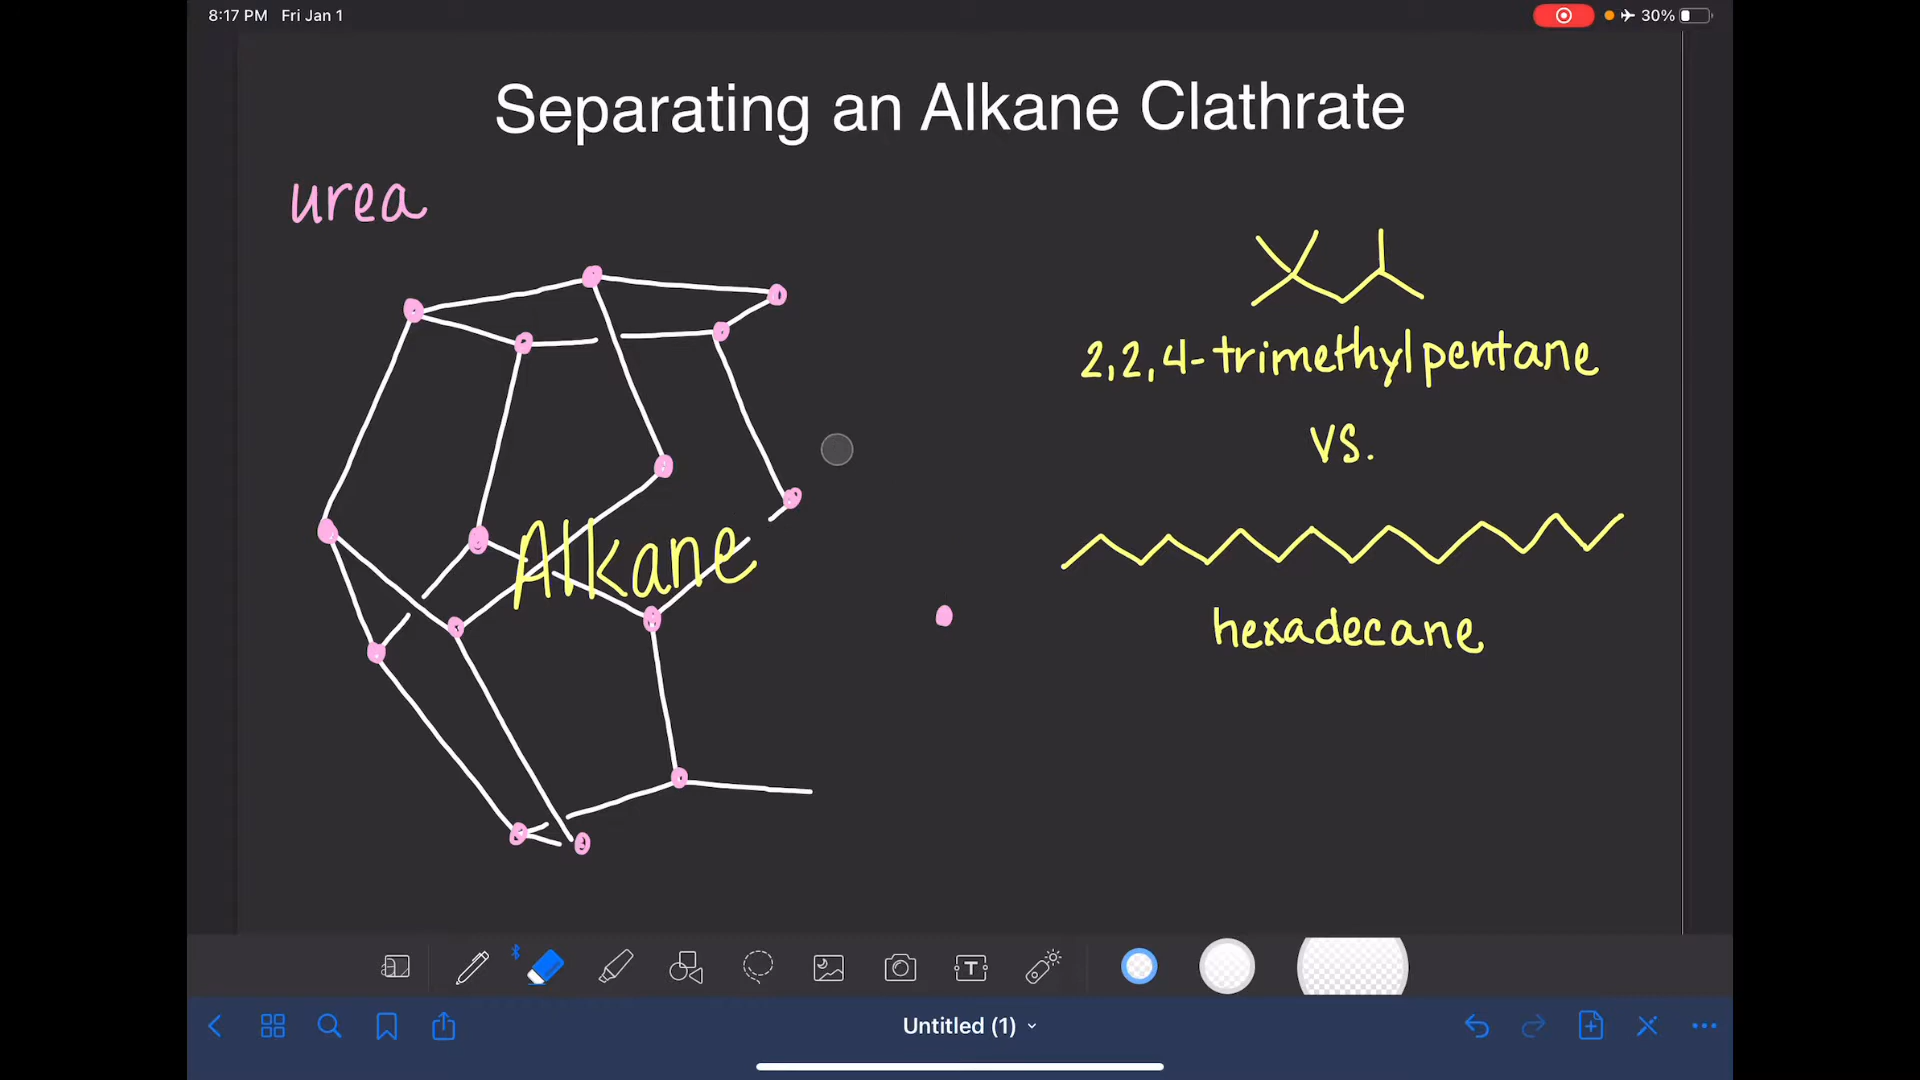 8:17 PM Fri Jan 1
30%
Separating an Alkane Clathrate
urea
2,2,4-trimethylpentane
vs.
Alkane
hexadecane
T
Untitled (1)